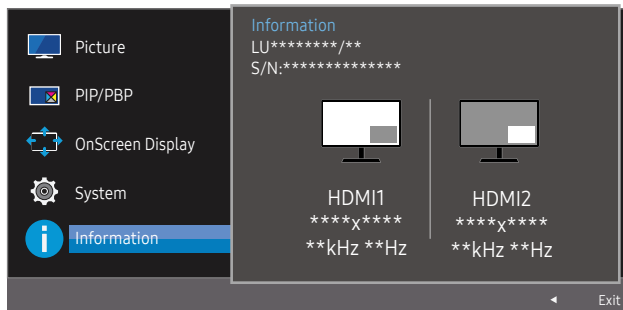 Picture
PIP/PBP
OnScreen Display
System
Information
Information
LU********/**
S/N:**************
HDMI1
****x****
**kHz **Hz
HDMI2
****x****
**kHz **Hz
Exit